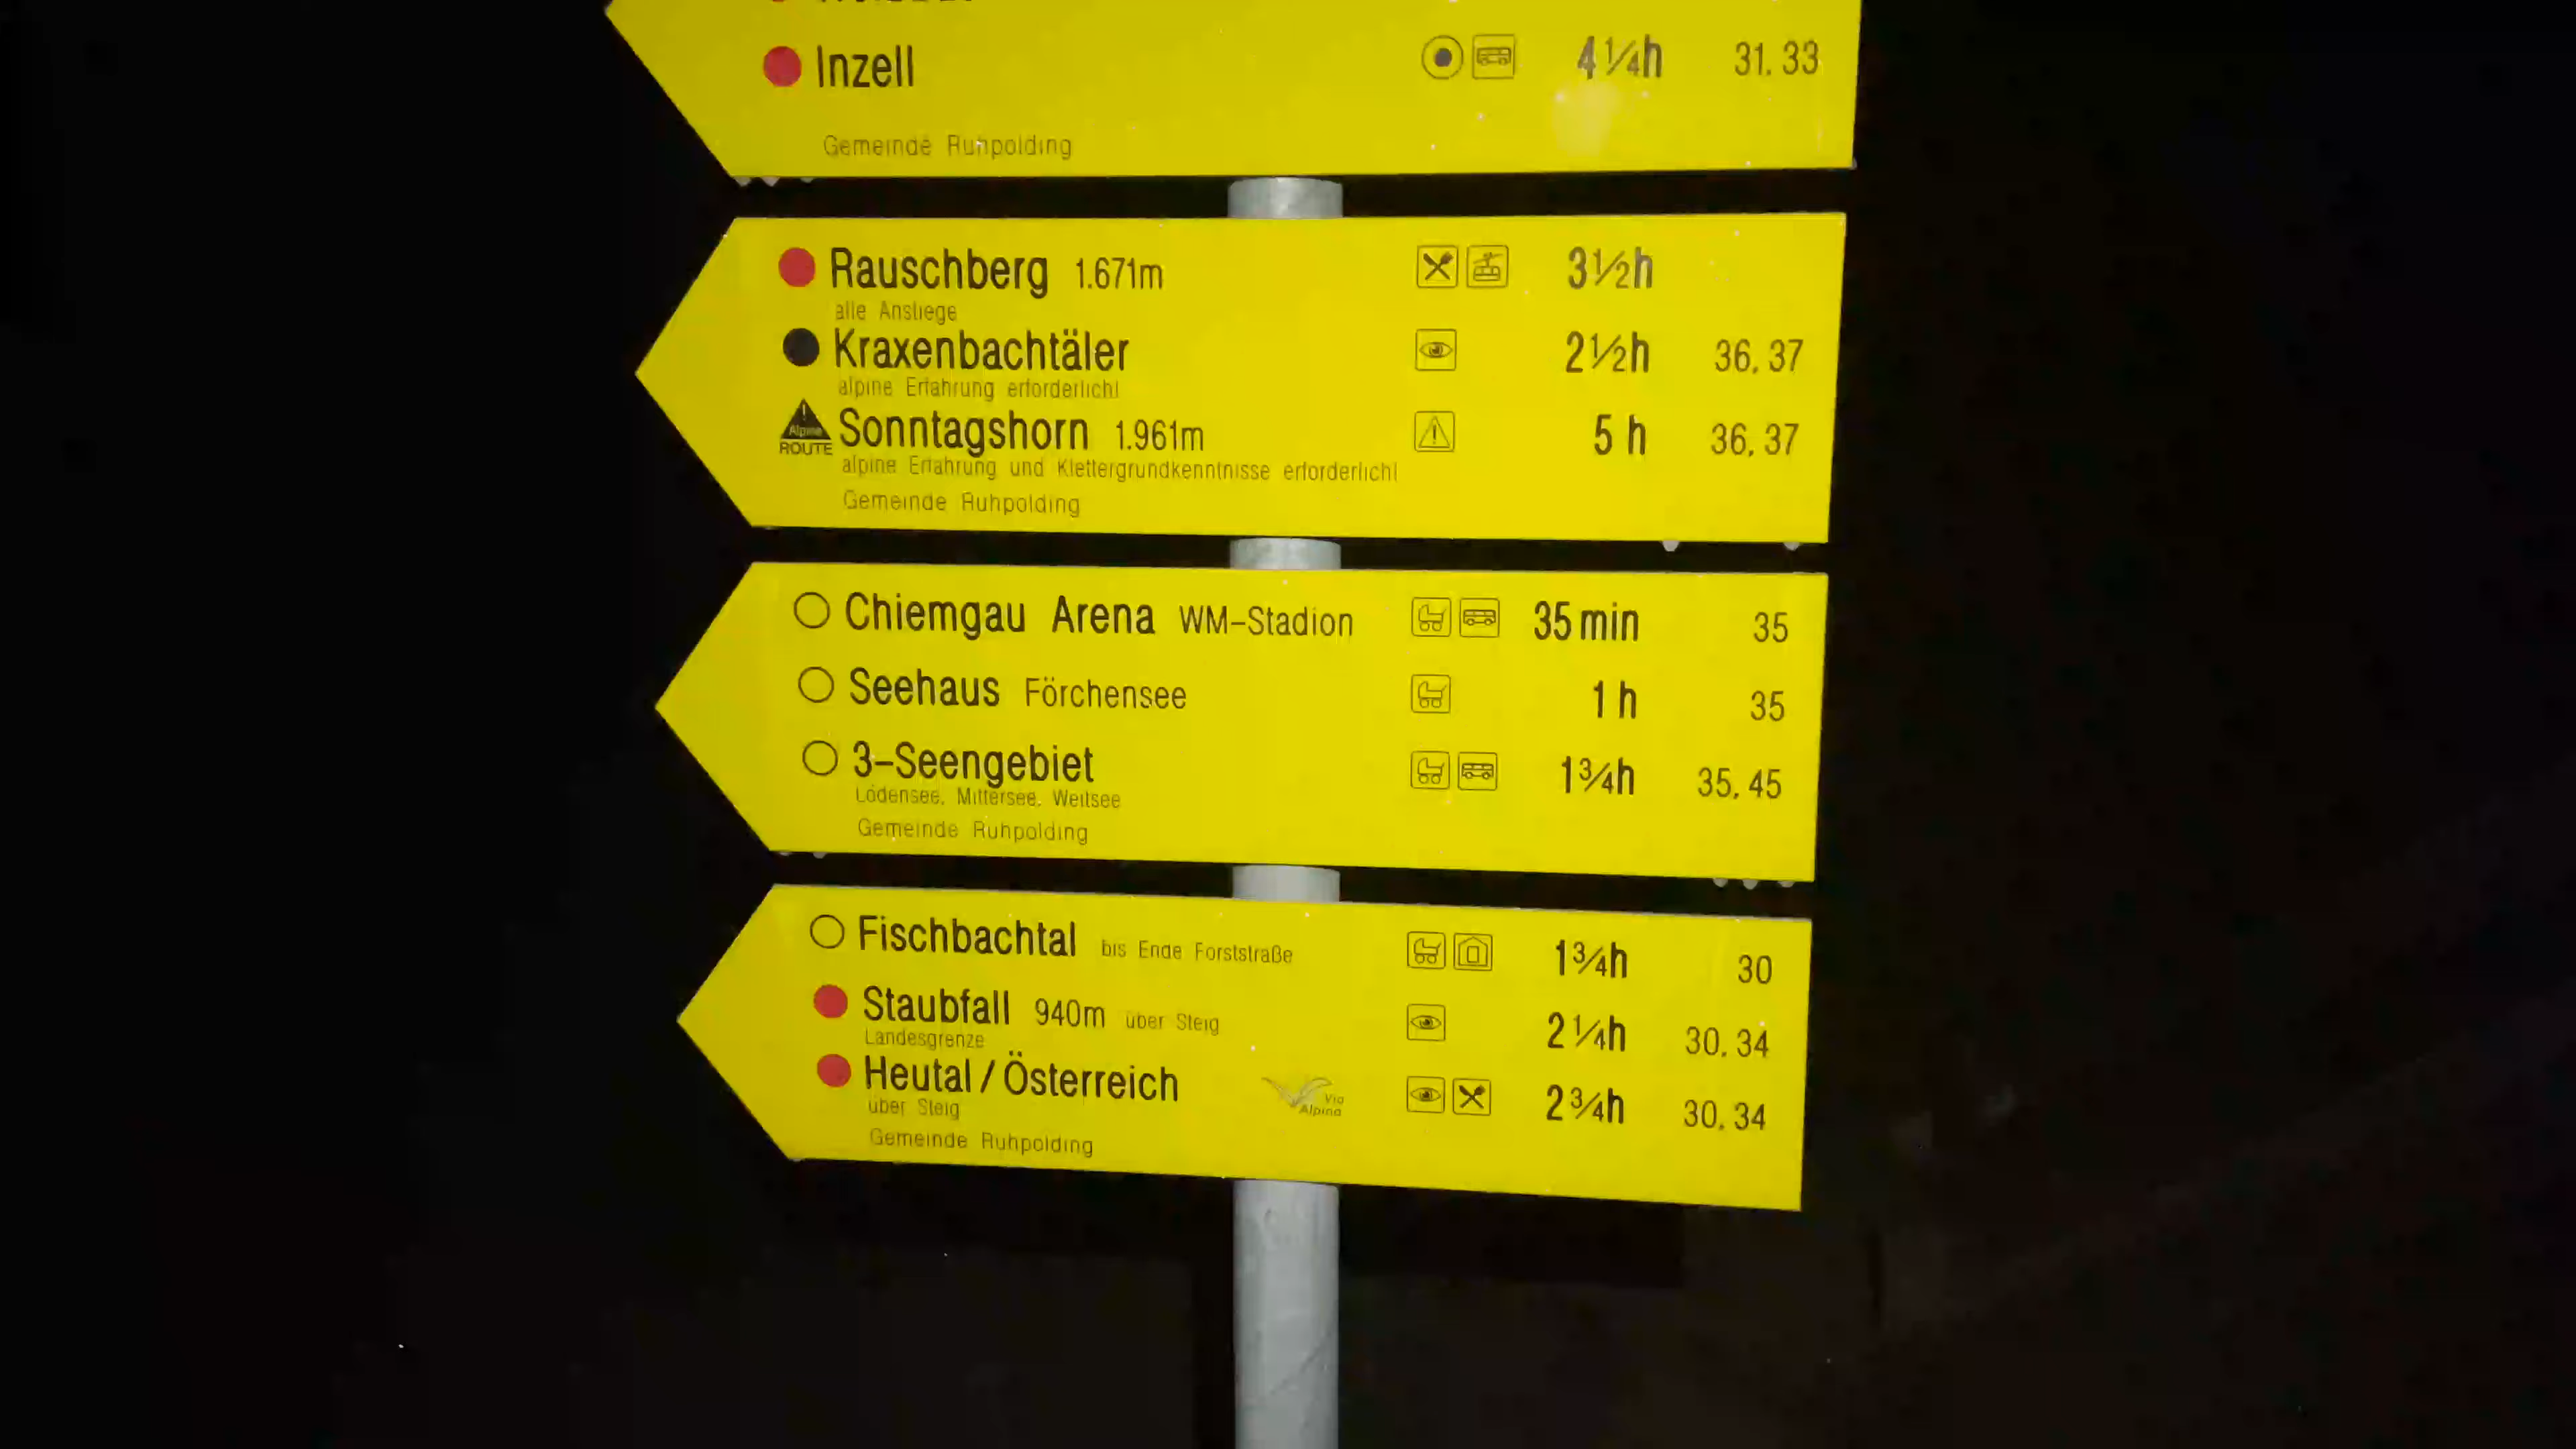 Inzell 4 ¼h 31, 33
Gemeinde Ruhpolding
Rauschberg 1.671m 3½h
alle Anstiege
Kraxenbachtäler 2½h 36, 37
alpine Erfahrung erforderlich!
Alpine ROUTE Sonntagshorn 1.961m 5 h 36, 37
alpine Erfahrung und Klettergrundkenntnisse erforderlich!
Gemeinde Ruhpolding
Chiemgau Arena WM-Stadion 35 min 35
Seehaus Förchensee 1 h 35
3-Seengebiet 1¾h 35, 45
Lödensee, Mittersee, Weitsee
Gemeinde Ruhpolding
Fischbachtal bis Ende Forststraße 1¾h 30
Staubfall 940m über Steig 2¼h 30, 34
Landesgrenze
Heutal / Österreich Via Alpina 2¾h 30, 34
über Steig
Gemeinde Ruhpolding